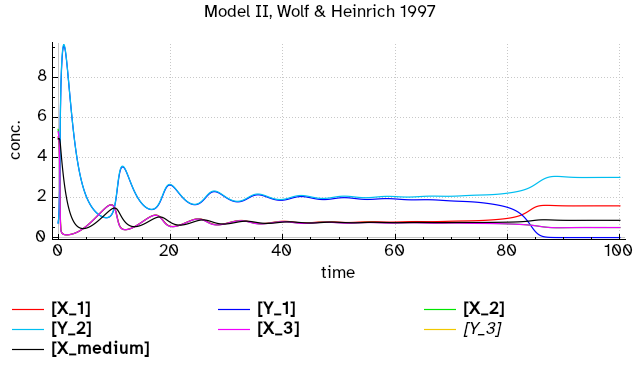 Model II, Wolf & Heinrich 1997
conc.
8
6
4
2
0
0 20 40 60 80 100
time
[X_1] [Y_1] [X_2]
[Y_2] [X_3] [Y_3]
[X_medium]